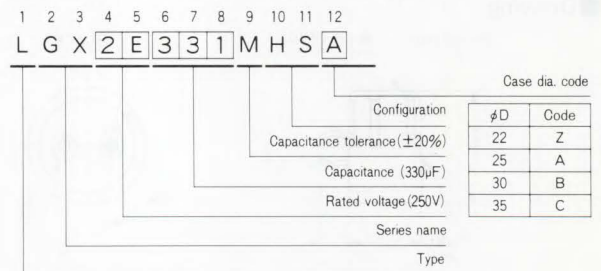 1 2 3 4 5 6 7 8 9 10 11 12
L G X 2 E 3 3 1 M H S A
Case dia. code
Configuration
Capacitance tolerance (±20%)
Capacitance (330µF)
Rated voltage (250V)
Series name
Type
φD Code
22 Z
25 A
30 B
35 C